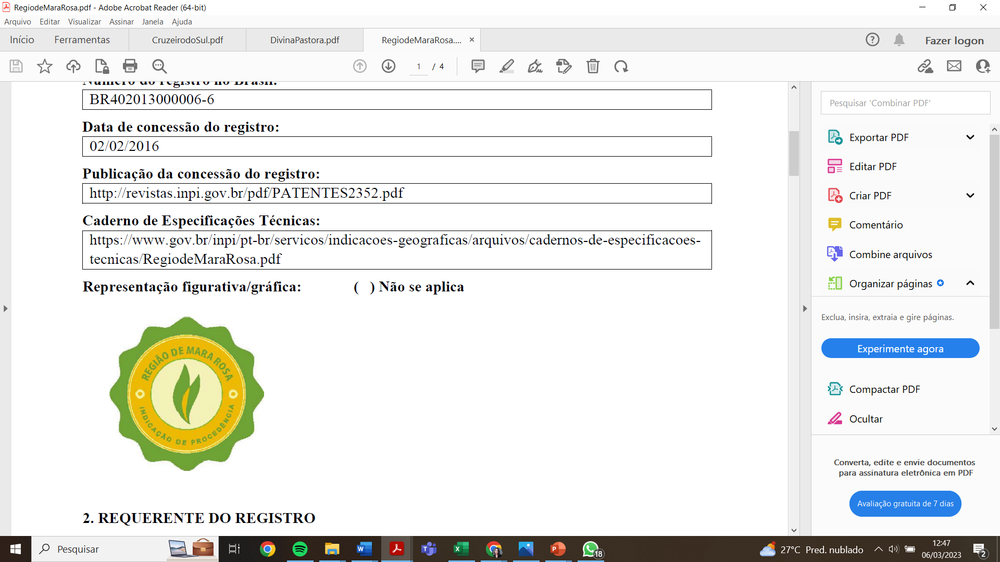 RegiodeMaraRosa.pdf - Adobe Acrobat Reader (64-bit)
Arquivo Editar Visualizar Assinar Janela Ajuda
Início Ferramentas CruzeirodoSul.pdf DivinaPastora.pdf RegiodeMaraRosa.... × Fazer logon
1 / 4
Número do registro no Brasil:
BR402013000006-6
Data de concessão do registro:
02/02/2016
Publicação da concessão do registro:
http://revistas.inpi.gov.br/pdf/PATENTES2352.pdf
Caderno de Especificações Técnicas:
https://www.gov.br/inpi/pt-br/servicos/indicacoes-geograficas/arquivos/cadernos-de-especificacoes-
tecnicas/RegiodeMaraRosa.pdf
Representação figurativa/gráfica: (   ) Não se aplica
REGIÃO DE MARA ROSA
INDICAÇÃO DE PROCEDÊNCIA
2. REQUERENTE DO REGISTRO
Pesquisar 'Combinar PDF'
Exportar PDF
Editar PDF
Criar PDF
Comentário
Combine arquivos
Organizar páginas
Exclua, insira, extraia e gire páginas.
Experimente agora
Compactar PDF
Ocultar
Converta, edite e envie documentos
para assinatura eletrônica em PDF
Avaliação gratuita de 7 dias
Pesquisar
18
27°C Pred. nublado
12:47
06/03/2023
2